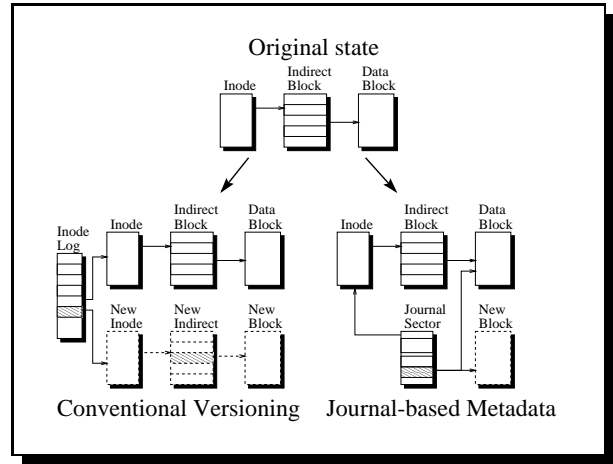 Original state
Inode
Indirect
Block
Data
Block
Inode
Log
Inode
Indirect
Block
Data
Block
New
Inode
New
Indirect
New
Block
Conventional Versioning
Inode
Indirect
Block
Data
Block
Journal
Sector
New
Block
Journal-based Metadata